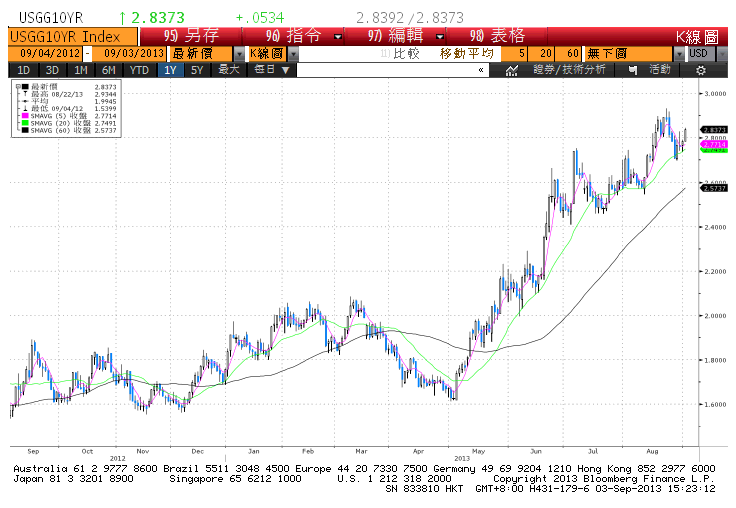 USGG10YR ↑ 2.8373 +.0534 2.8392 /2.8373
USGG10YR Index 95) 另存 96) 指令 97) 編輯 98) 表格 K線圖
09/04/2012 - 09/03/2013 最新價 K線圖 比較 移動平均 5 20 60 無下圖 USD
1D 3D 1M 6M YTD 1Y 5Y 最大 每日 ▼ « 證券/技術分析 活動
最新價 2.8373
最高 08/22/13 2.9344
平均 1.9945
最低 09/04/12 1.5399
SMAVG (5) 收盤 2.7714
SMAVG (20) 收盤 2.7491
SMAVG (60) 收盤 2.5737
3.0000
2.8373
2.8000
2.7714
2.7491
2.6000
2.5737
2.4000
2.2000
2.0000
1.8000
1.6000
Sep Oct Nov Dec Jan Feb Mar Apr May Jun Jul Aug
2012 2013
Australia 61 2 9777 8600 Brazil 5511 3048 4500 Europe 44 20 7330 7500 Germany 49 69 9204 1210 Hong Kong 852 2977 6000
Japan 81 3 3201 8900 Singapore 65 6212 1000 U.S. 1 212 318 2000 Copyright 2013 Bloomberg Finance L.P.
SN 833810 HKT GMT+8:00 H431-179-6 03-Sep-2013 15:23:12